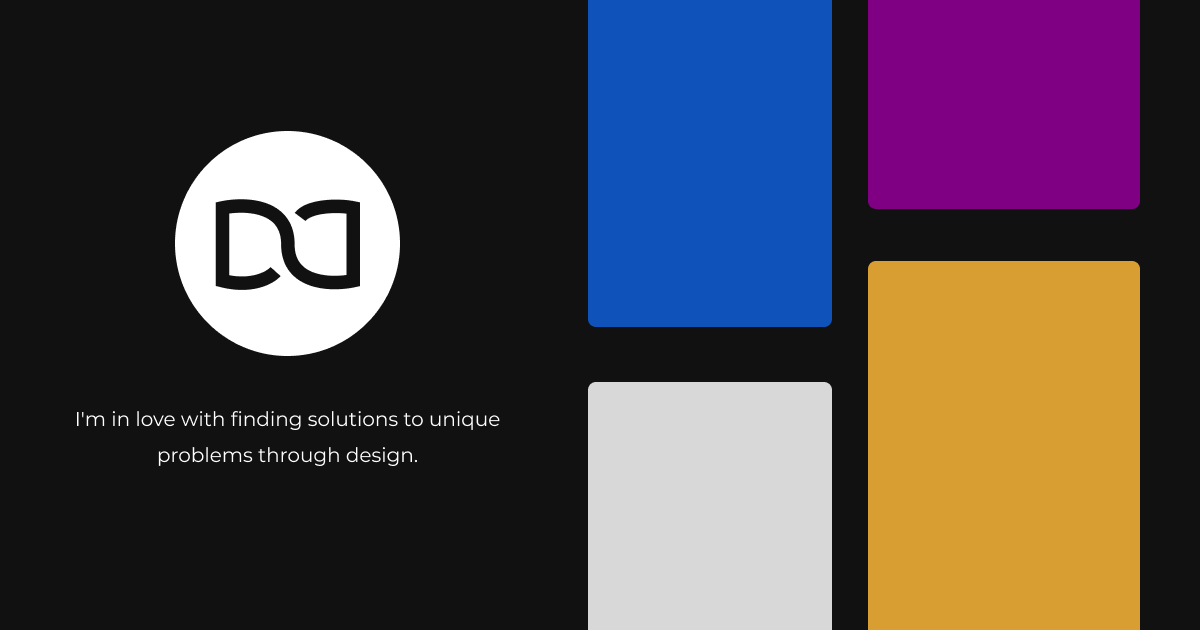 I'm in love with finding solutions to unique
problems through design.